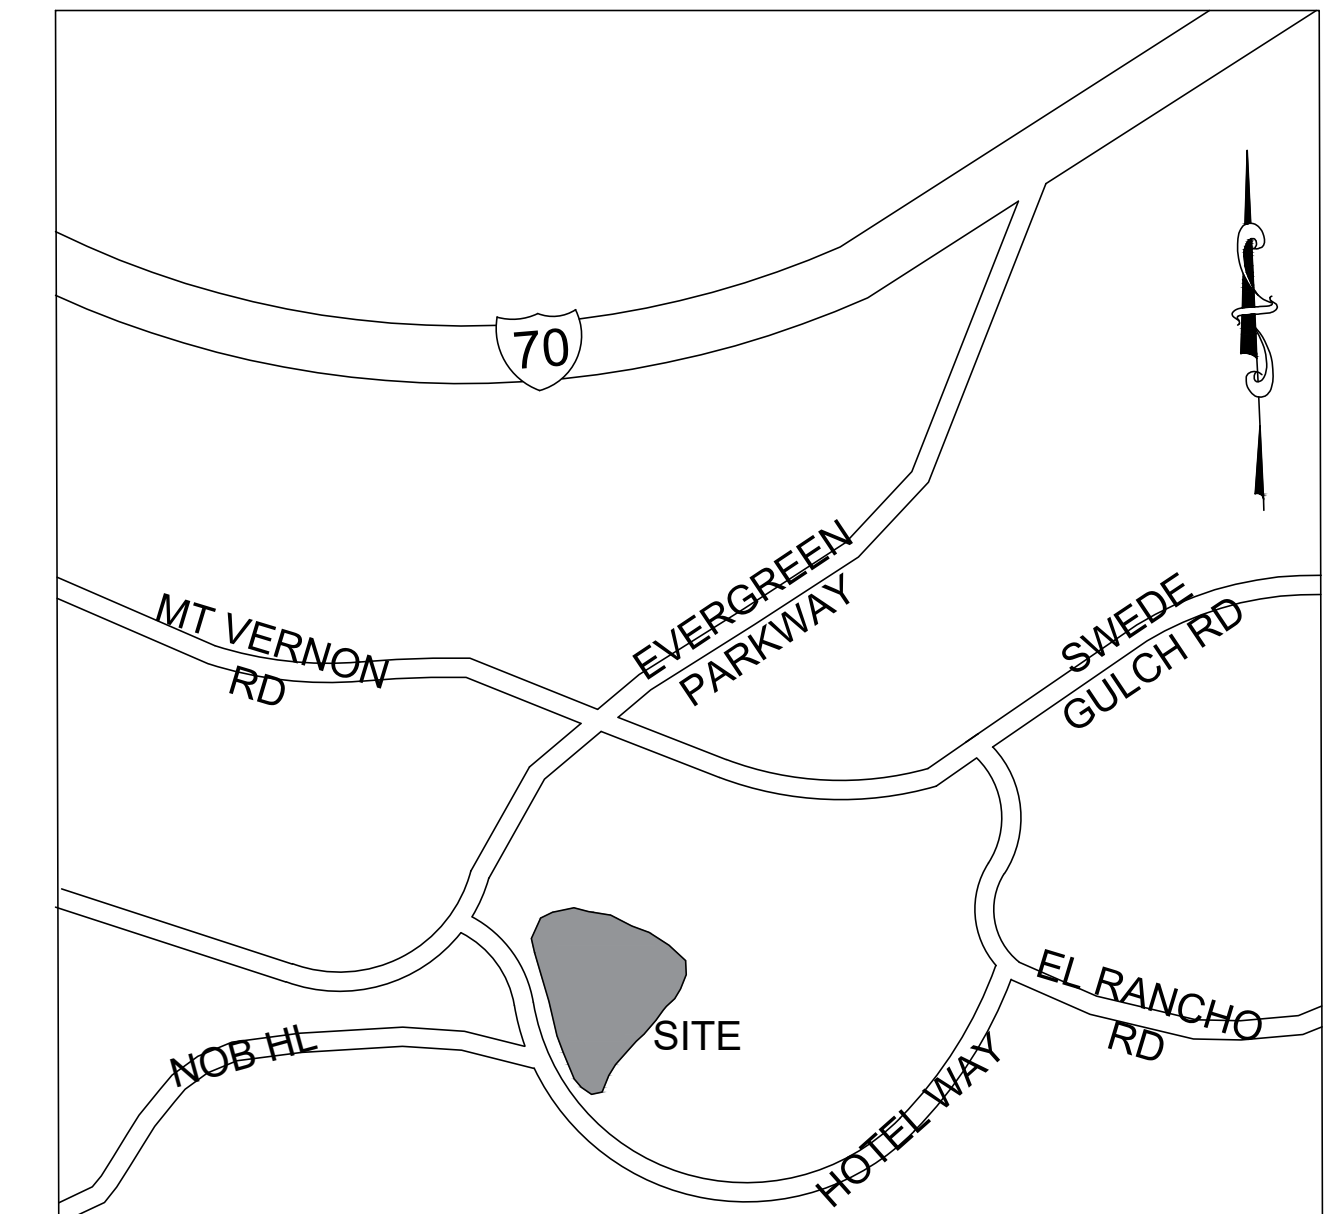 70
EVERGREEN
PARKWAY
MT VERNON
RD
SWEDE
GULCH RD
EL RANCHO
RD
SITE
NOB HL
HOTEL WAY